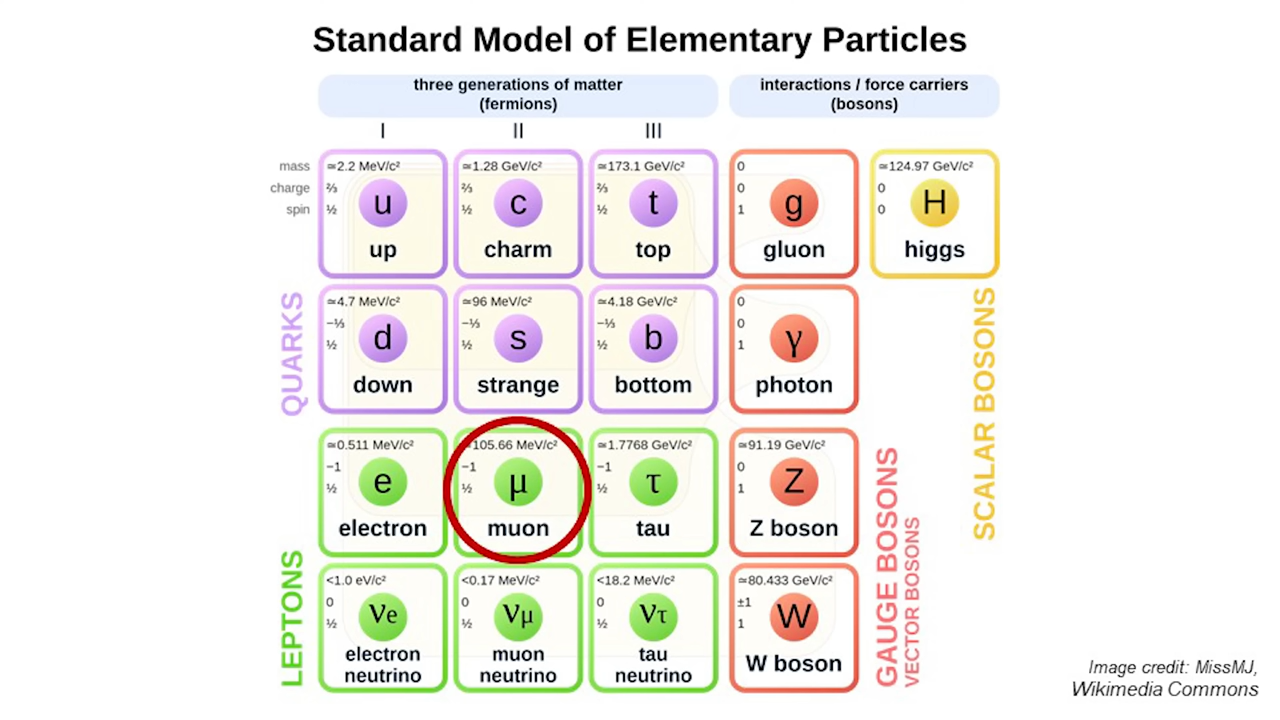 Standard Model of Elementary Particles
three generations of matter
(fermions)
interactions / force carriers
(bosons)
I
II
III
mass
charge
spin
≃2.2 MeV/c²
⅔
½
u
up
≃1.28 GeV/c²
⅔
½
c
charm
≃173.1 GeV/c²
⅔
½
t
top
0
0
1
g
gluon
≃124.97 GeV/c²
0
0
H
higgs
QUARKS
≃4.7 MeV/c²
−⅓
½
d
down
≃96 MeV/c²
−⅓
½
s
strange
≃4.18 GeV/c²
−⅓
½
b
bottom
0
0
1
γ
photon
SCALAR BOSONS
LEPTONS
≃0.511 MeV/c²
−1
½
e
electron
≃105.66 MeV/c²
−1
½
μ
muon
≃1.7768 GeV/c²
−1
½
τ
tau
≃91.19 GeV/c²
0
1
Z
Z boson
GAUGE BOSONS
VECTOR BOSONS
<1.0 eV/c²
0
½
νe
electron
neutrino
<0.17 MeV/c²
0
½
νμ
muon
neutrino
<18.2 MeV/c²
0
½
ντ
tau
neutrino
≃80.433 GeV/c²
±1
1
W
W boson
Image credit: MissMJ,
Wikimedia Commons